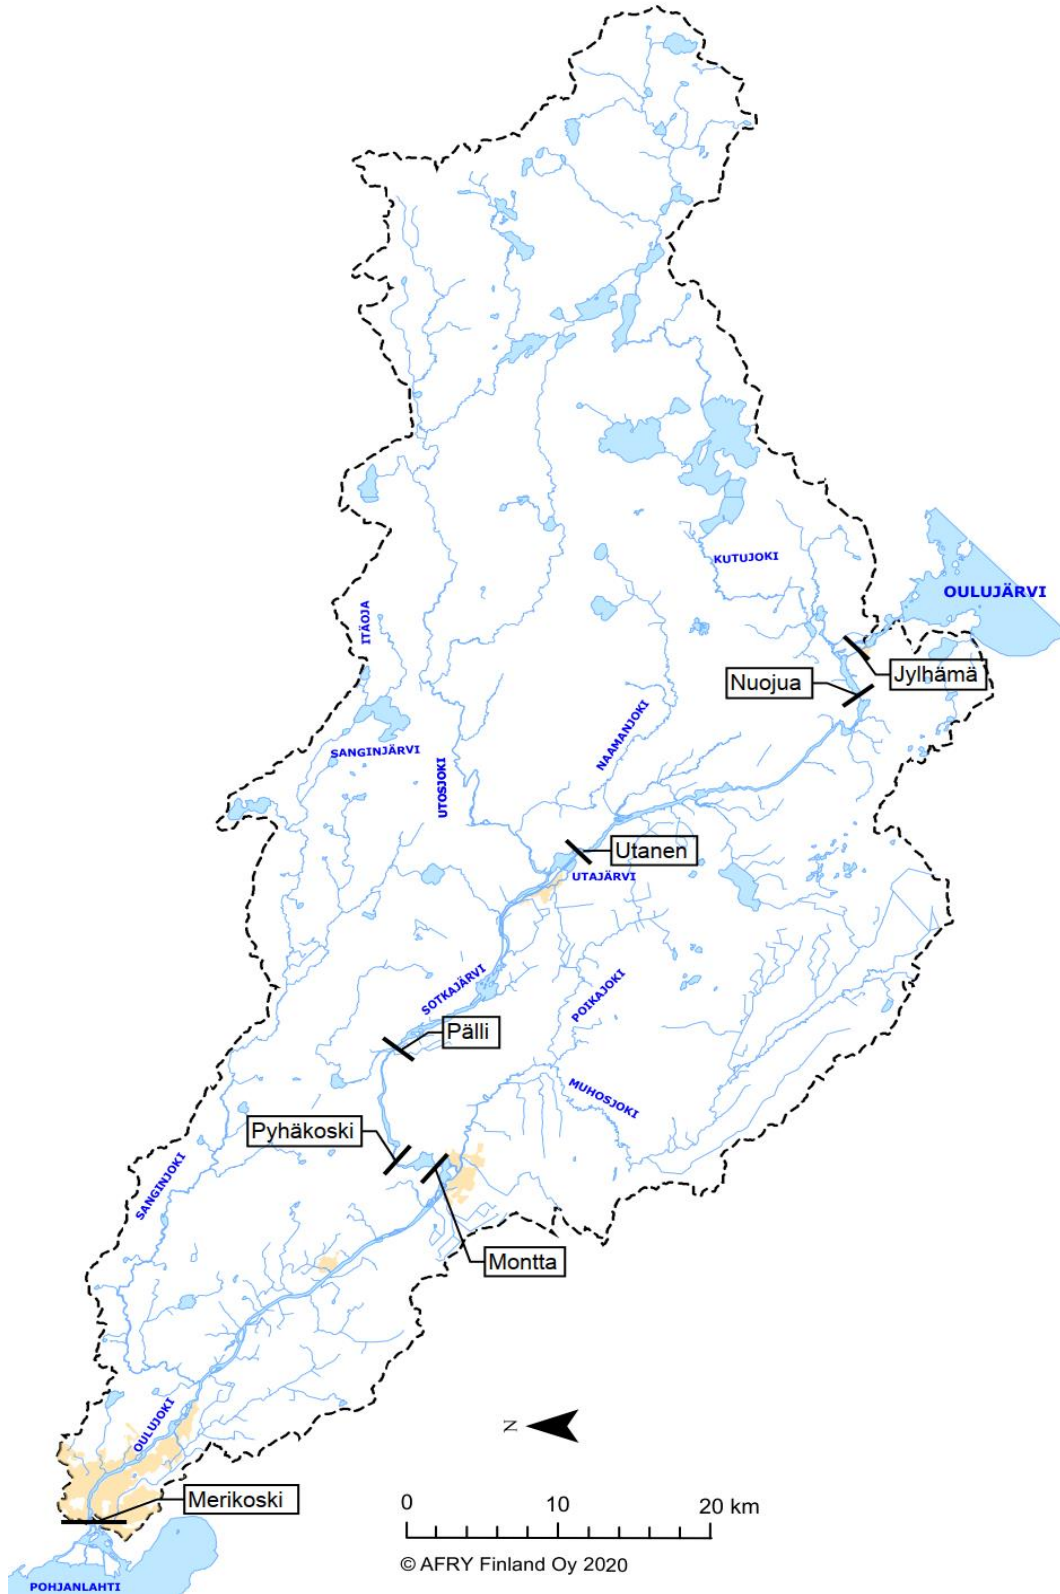 KUTUJOKI
OULUJÄRVI
ITÄOJA
Jylhämä
Nuojua
NAAMANJOKI
SANGINJÄRVI
UTOSJOKI
Utanen
UTAJÄRVI
SOTKAJÄRVI
POIKAJOKI
Pälli
MUHOSJOKI
Pyhäkoski
SANGINJOKI
Montta
OULUJOKI
N
Merikoski
0 10 20 km
© AFRY Finland Oy 2020
POHJANLAHTI